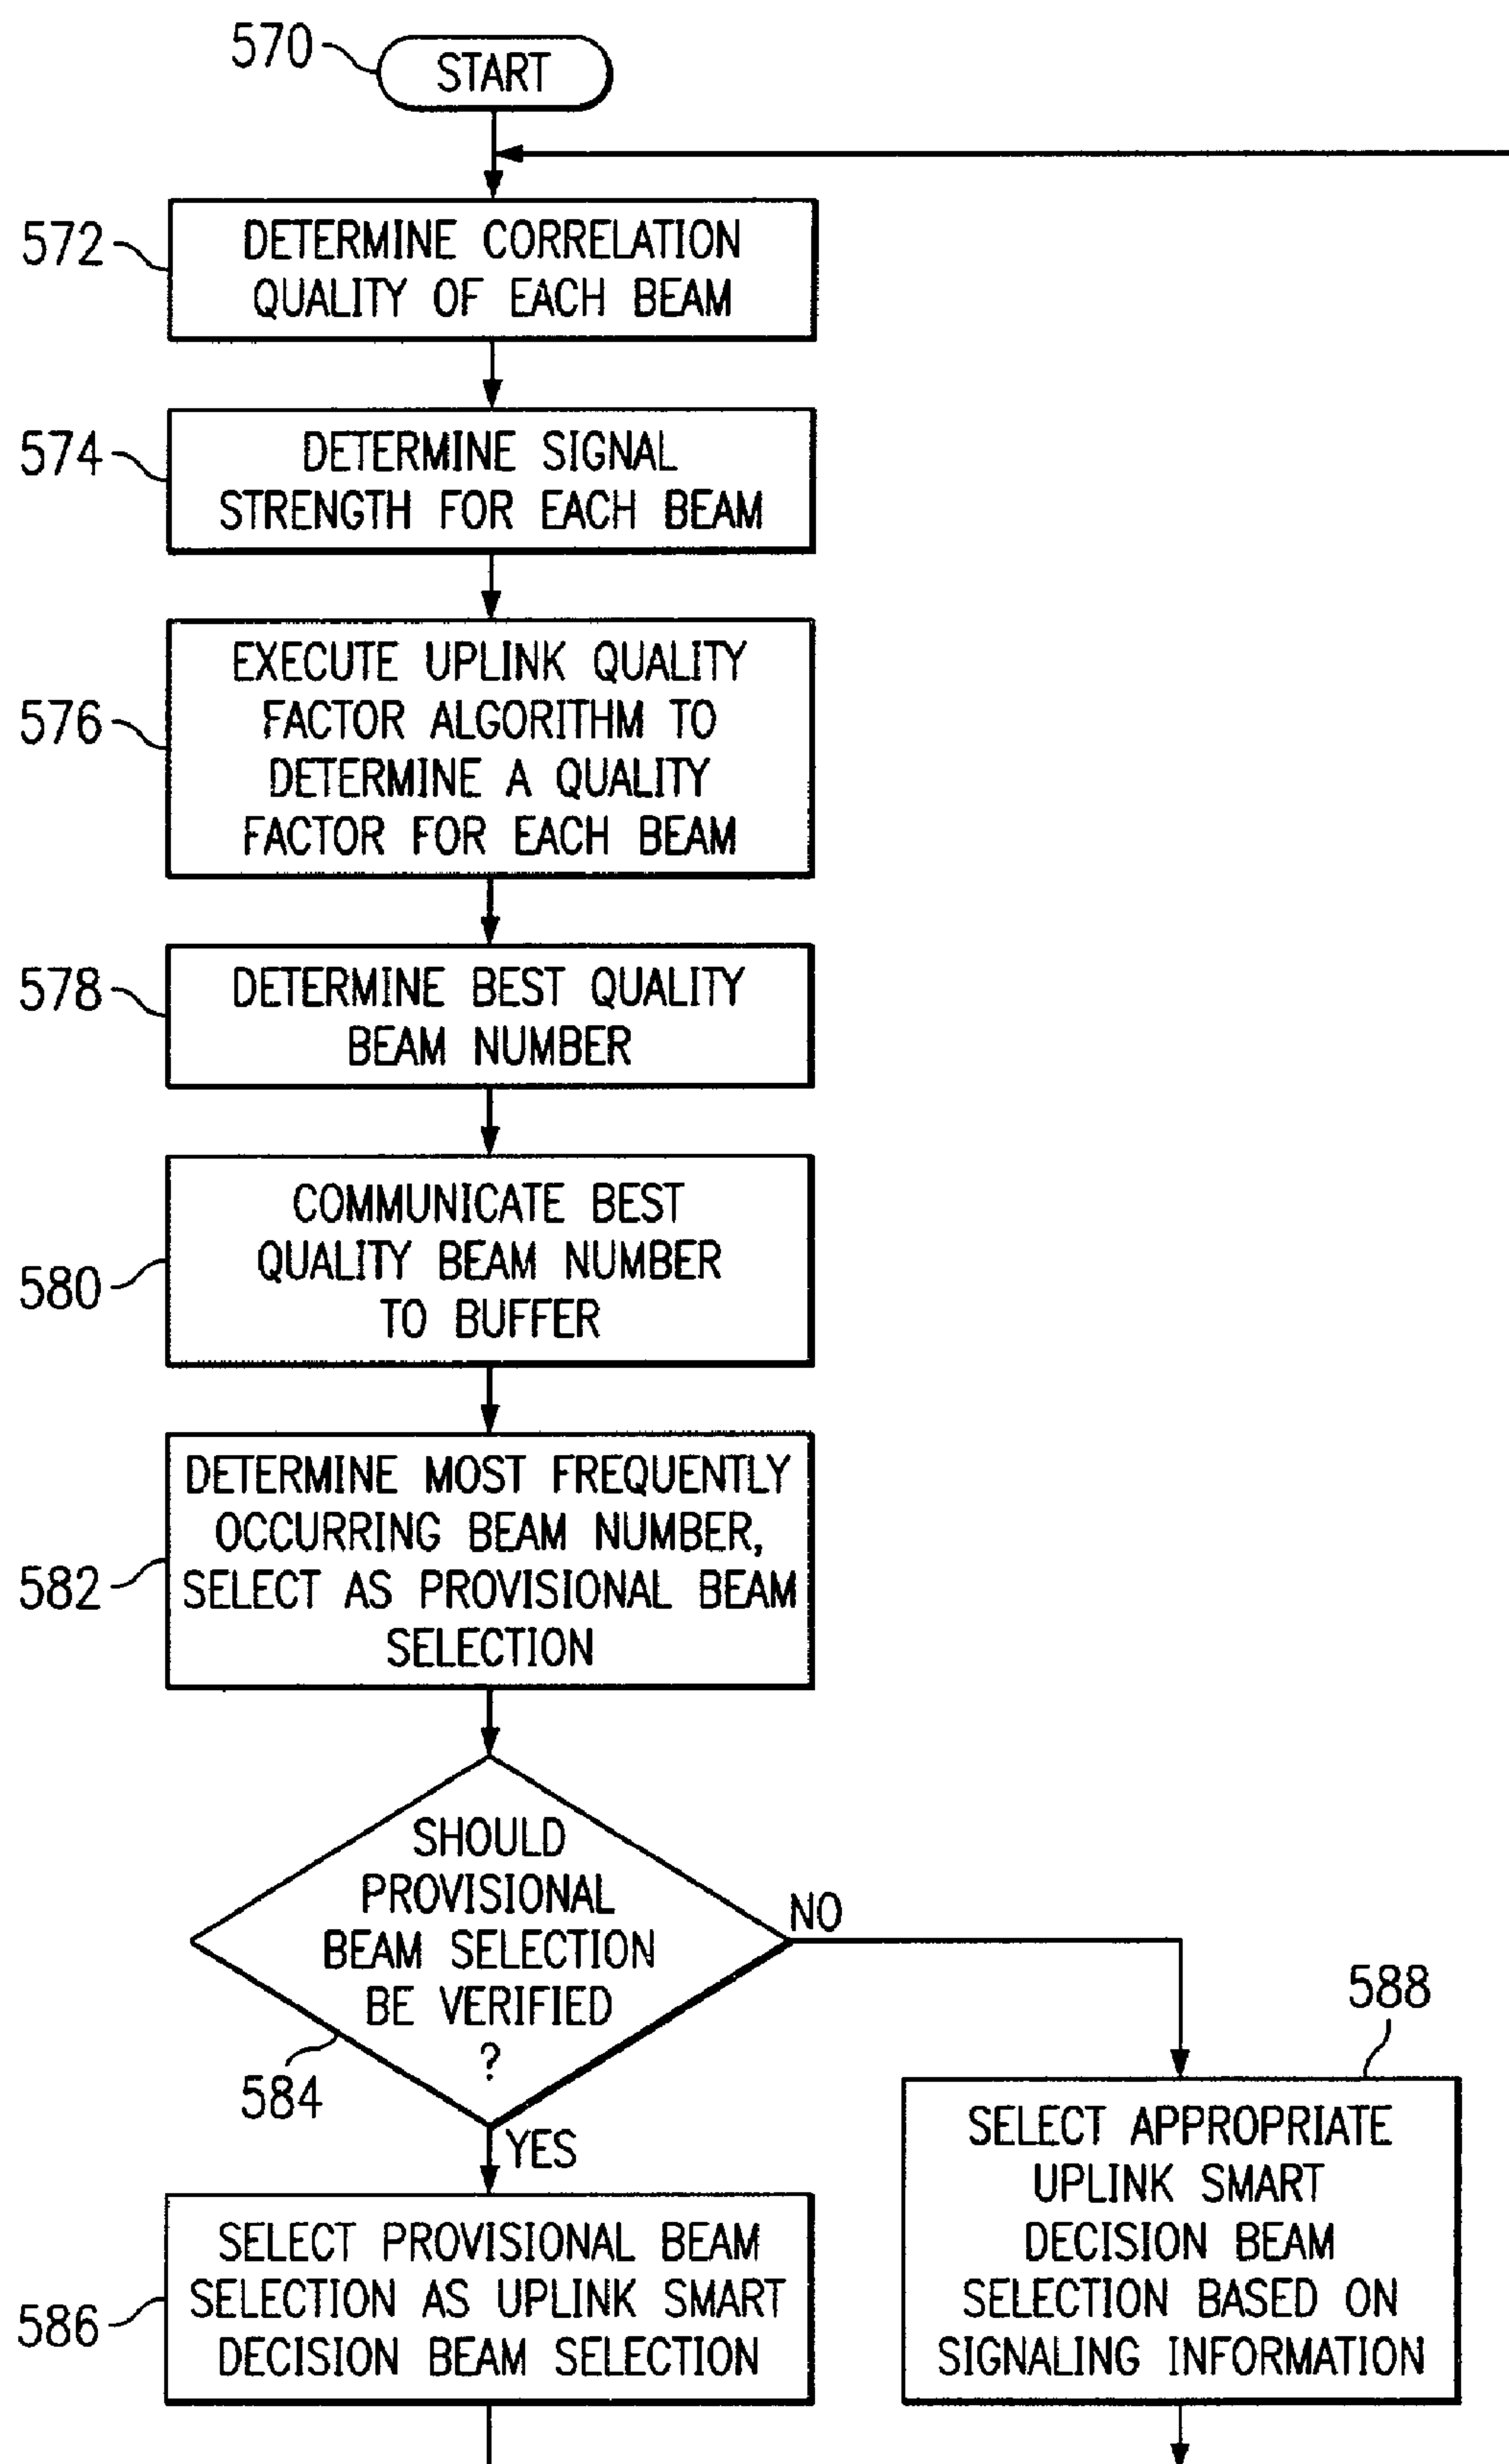 570
START
572
DETERMINE CORRELATION
QUALITY OF EACH BEAM
574
DETERMINE SIGNAL
STRENGTH FOR EACH BEAM
576
EXECUTE UPLINK QUALITY
FACTOR ALGORITHM TO
DETERMINE A QUALITY
FACTOR FOR EACH BEAM
578
DETERMINE BEST QUALITY
BEAM NUMBER
580
COMMUNICATE BEST
QUALITY BEAM NUMBER
TO BUFFER
582
DETERMINE MOST FREQUENTLY
OCCURRING BEAM NUMBER,
SELECT AS PROVISIONAL BEAM
SELECTION
SHOULD
PROVISIONAL
BEAM SELECTION
BE VERIFIED
?
584
NO
YES
586
SELECT PROVISIONAL BEAM
SELECTION AS UPLINK SMART
DECISION BEAM SELECTION
588
SELECT APPROPRIATE
UPLINK SMART
DECISION BEAM
SELECTION BASED ON
SIGNALING INFORMATION